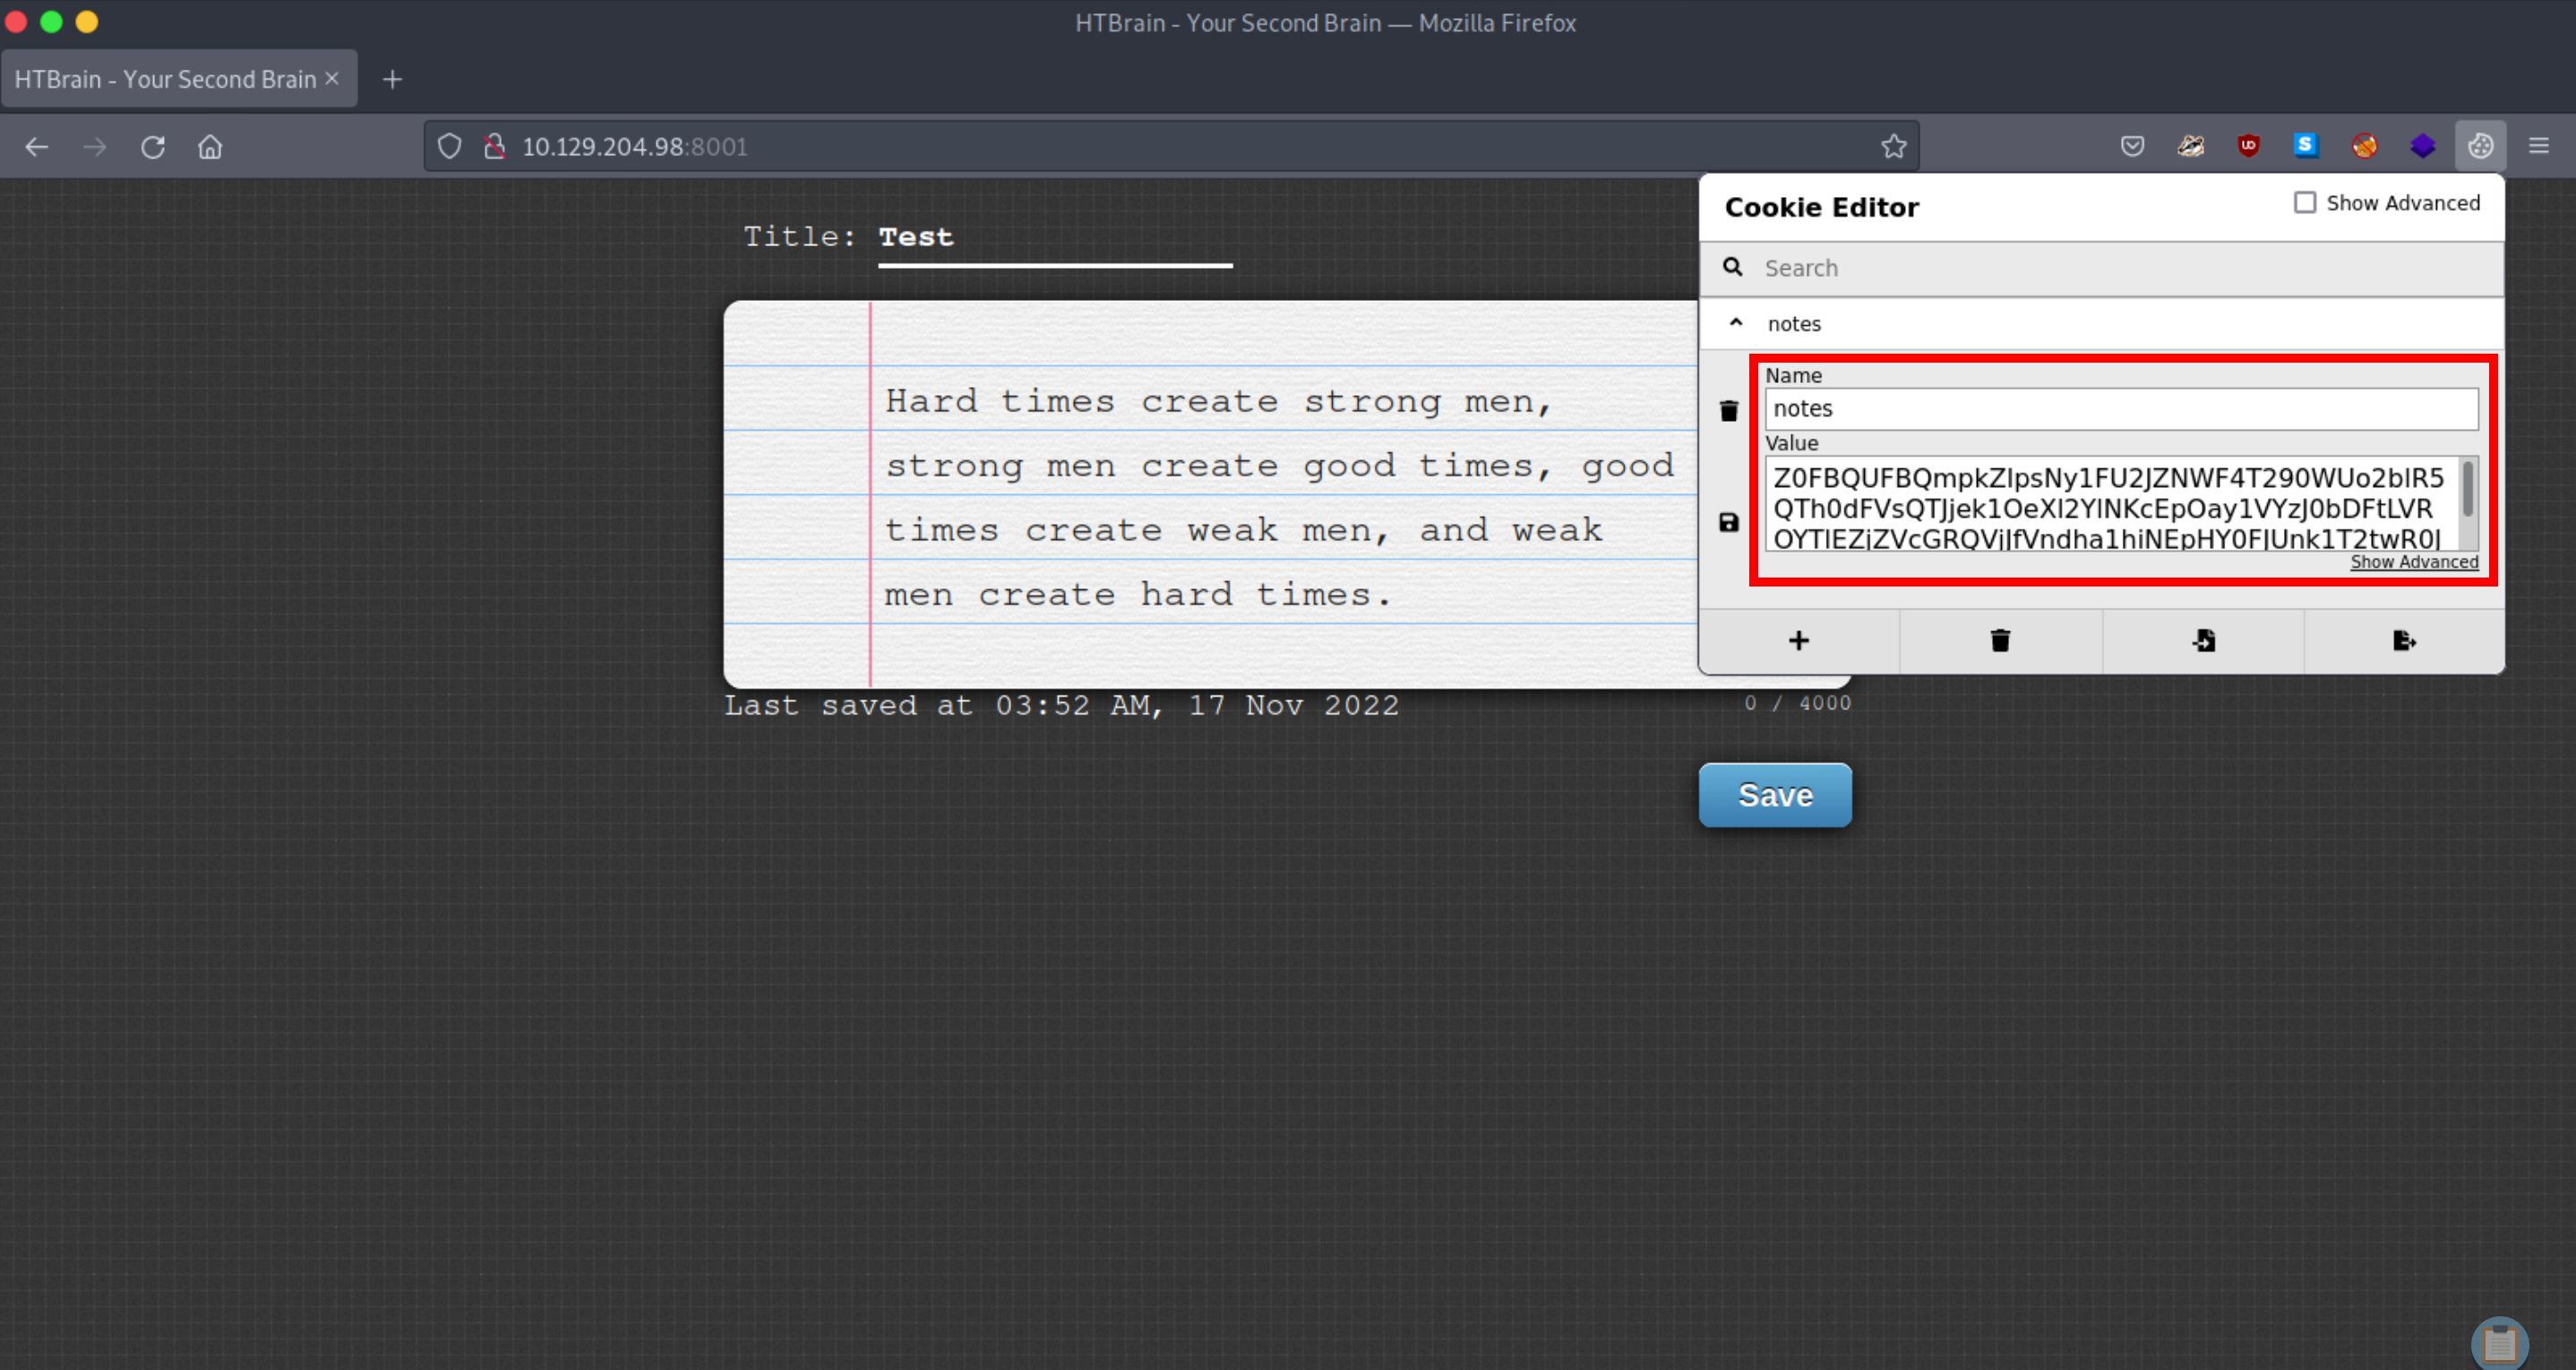 HTBrain - Your Second Brain — Mozilla Firefox
HTBrain - Your Second Brain
10.129.204.98:8001
Cookie Editor
Show Advanced
Search
notes
Name
notes
Value
Z0FBQUFBQmpkZlpsNy1FU2JZNWF4T290WUo2blR5
QTh0dFVsQTJjek1OeXl2YlNKcEpOay1VYzJ0bDFtLVR
OYTlEZjZVcGRQVjJfVndha1hiNEpHY0FJUnk1T2twR0J
Show Advanced
Title: Test
Hard times create strong men,
strong men create good times, good
times create weak men, and weak
men create hard times.
Last saved at 03:52 AM, 17 Nov 2022
0 / 4000
Save